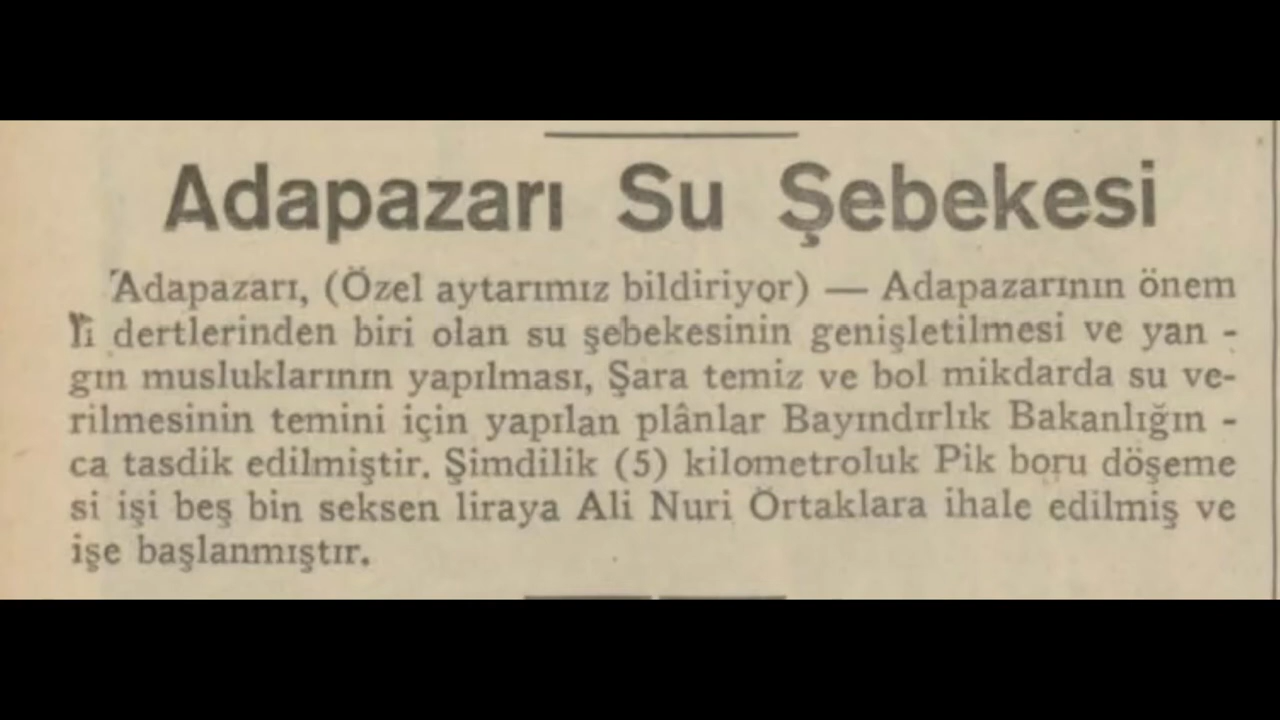 Adapazarı Su Şebekesi
Adapazarı, (Özel aytarımız bildiriyor) — Adapazarının önem
li dertlerinden biri olan su şebekesinin genişletilmesi ve yan -
gın musluklarının yapılması, Şara temiz ve bol mikdarda su ve-
rilmesinin temini için yapılan plânlar Bayındırlık Bakanlığın -
ca tasdik edilmiştir. Şimdilik (5) kilometroluk Pik boru döşeme
si işi beş bin seksen liraya Ali Nuri Örtaklara ihale edilmiş ve
işe başlanmıştır.